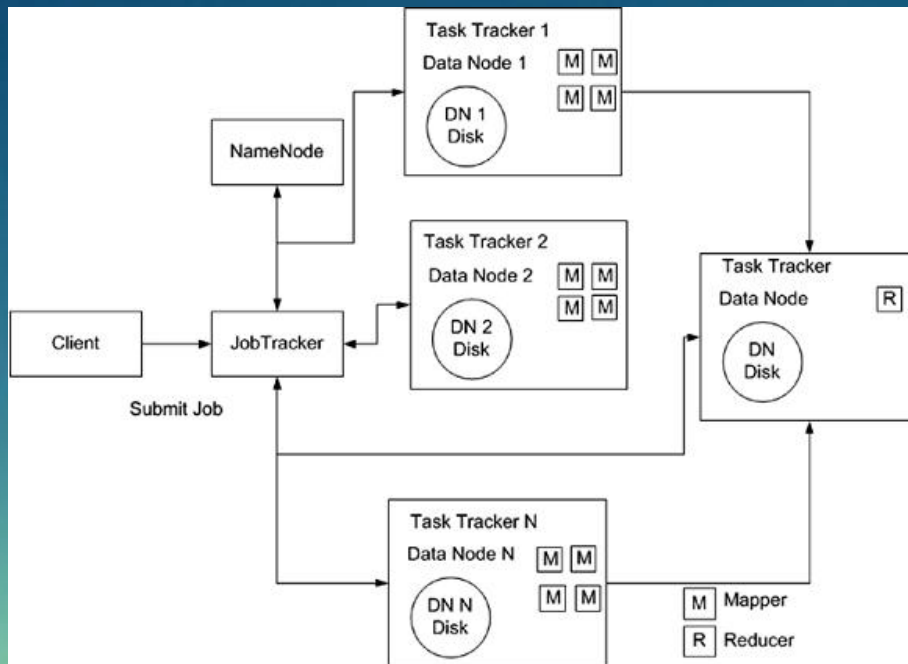 Task Tracker 1
Data Node 1
M M
M M
DN 1
Disk
NameNode
Task Tracker 2
Data Node 2
M M
M M
DN 2
Disk
Client
JobTracker
Submit Job
Task Tracker
Data Node
R
DN
Disk
Task Tracker N
Data Node N
M M
M M
DN N
Disk
M Mapper
R Reducer